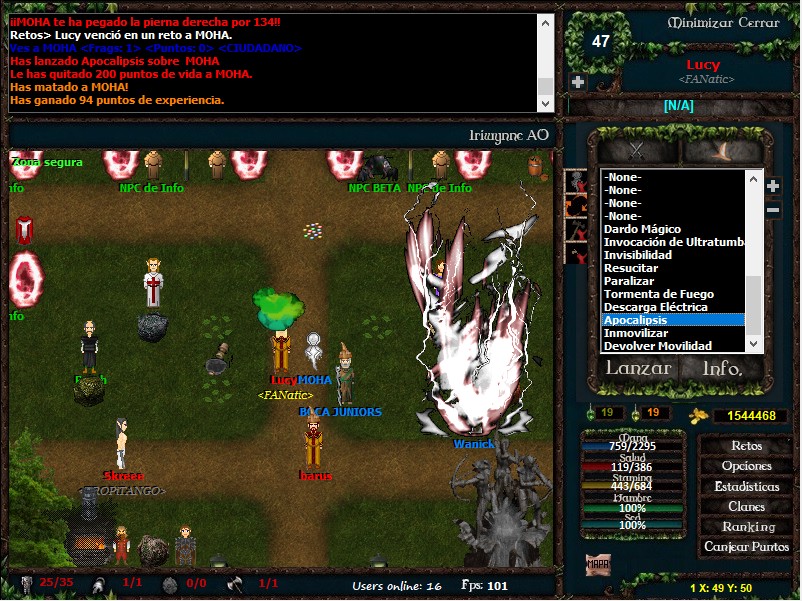 ¡¡MOHA te ha pegado la pierna derecha por 134!!
Retos> Lucy venció en un reto a MOHA.
Ves a MOHA <Frags: 1> <Puntos: 0> <CIUDADANO>
Has lanzado Apocalipsis sobre MOHA
Le has quitado 200 puntos de vida a MOHA.
Has matado a MOHA!
Has ganado 94 puntos de experiencia.
47
Minimizar Cerrar
Lucy
<FANatic>
[N/A]
Iriwynne AO
Zona segura
nfo
NPC de Info
NPC BETA
NPC de Info
nfo
Lucy
MOHA
<FANatic>
BOCA JUNIORS
Wanick
Skreen
barus
-None-
-None-
-None-
-None-
Dardo Mágico
Invocación de Ultratumba
Invisibilidad
Resucitar
Paralizar
Tormenta de Fuego
Descarga Eléctrica
Apocalipsis
Inmovilizar
Devolver Movilidad
Lanzar
Info.
19
19
1544468
Mana
759/2295
Salud
119/386
Stamina
443/684
Hambre
100%
Sed
100%
Retos
Opciones
Estadísticas
Clanes
Ranking
Canjear Puntos
MAPA
25/35
1/1
0/0
1/1
Users online: 16
Fps: 101
1 X: 49 Y: 50